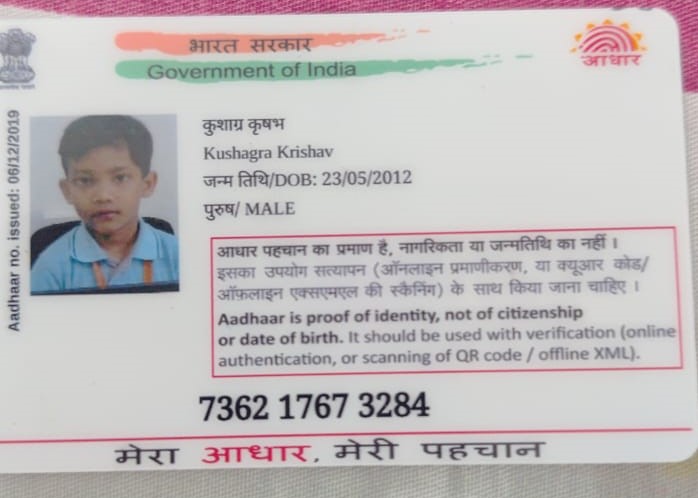 भारत सरकार
Government of India
आधार
Aadhaar no. issued: 06/12/2019
कुशाग्र कृषभ
Kushagra Krishav
जन्म तिथि/DOB: 23/05/2012
पुरुष/ MALE
आधार पहचान का प्रमाण है, नागरिकता या जन्मतिथि का नहीं ।
इसका उपयोग सत्यापन (ऑनलाइन प्रमाणीकरण, या क्यूआर कोड/
ऑफ़लाइन एक्सएमएल की स्कैनिंग) के साथ किया जाना चाहिए ।
Aadhaar is proof of identity, not of citizenship
or date of birth. It should be used with verification (online
authentication, or scanning of QR code / offline XML).
7362 1767 3284
मेरा आधार, मेरी पहचान